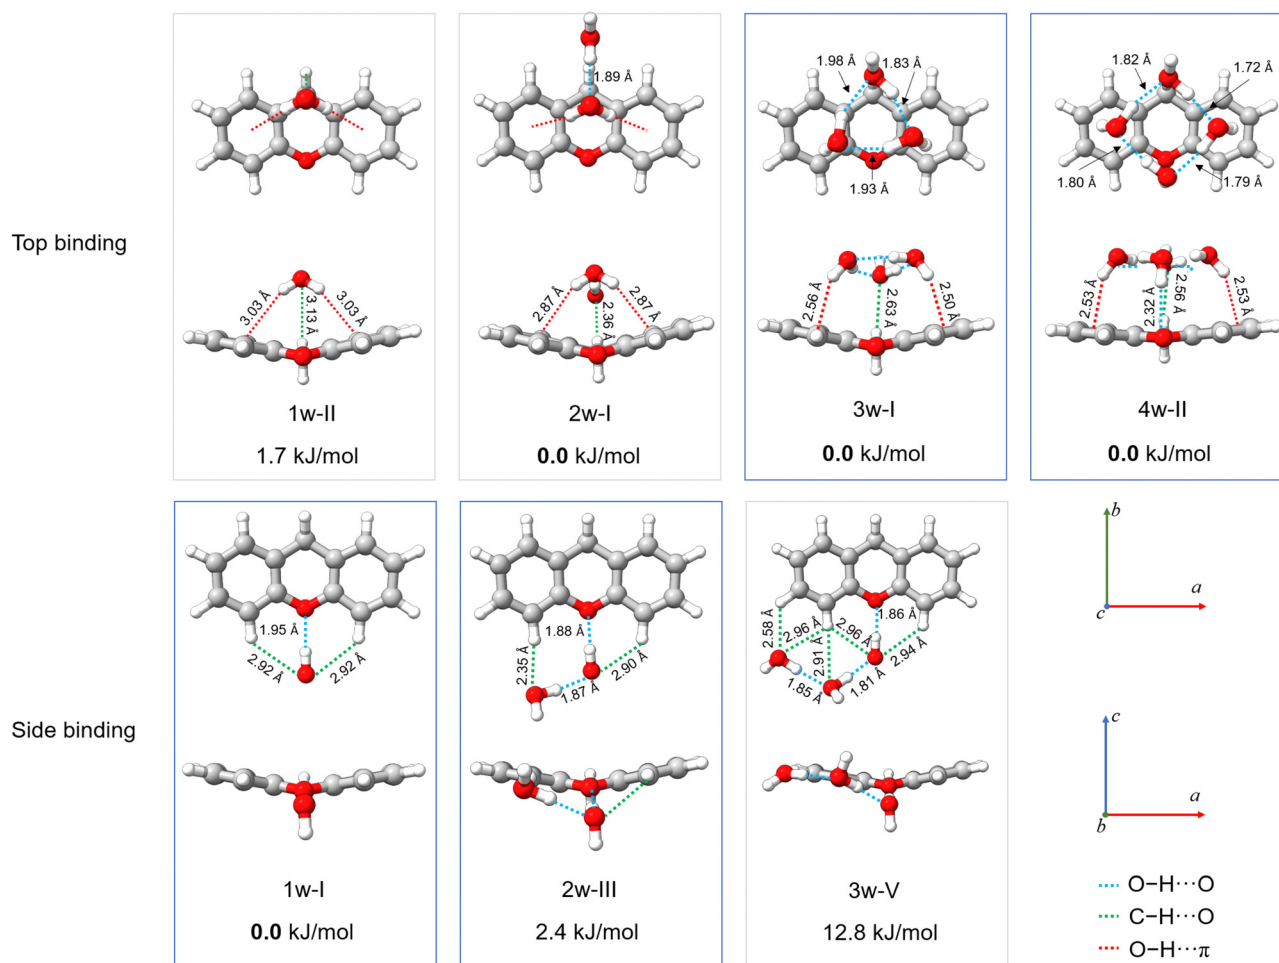 1.89 Å
1.98 Å
1.83 Å
1.93 Å
1.82 Å
1.72 Å
1.80 Å
1.79 Å
Top binding
3.03 Å
3.13 Å
3.03 Å
2.87 Å
2.36 Å
2.87 Å
2.56 Å
2.63 Å
2.50 Å
2.53 Å
2.32 Å
2.56 Å
2.53 Å
1w-II
2w-I
3w-I
4w-II
1.7 kJ/mol
0.0 kJ/mol
0.0 kJ/mol
0.0 kJ/mol
1.95 Å
2.92 Å
2.92 Å
1.88 Å
2.35 Å
1.87 Å
2.90 Å
1.86 Å
2.58 Å
2.96 Å
2.96 Å
2.91 Å
2.94 Å
1.85 Å
1.81 Å
b
a
c
Side binding
c
a
b
1w-I
2w-III
3w-V
0.0 kJ/mol
2.4 kJ/mol
12.8 kJ/mol
O−H···O
C−H···O
O−H···π